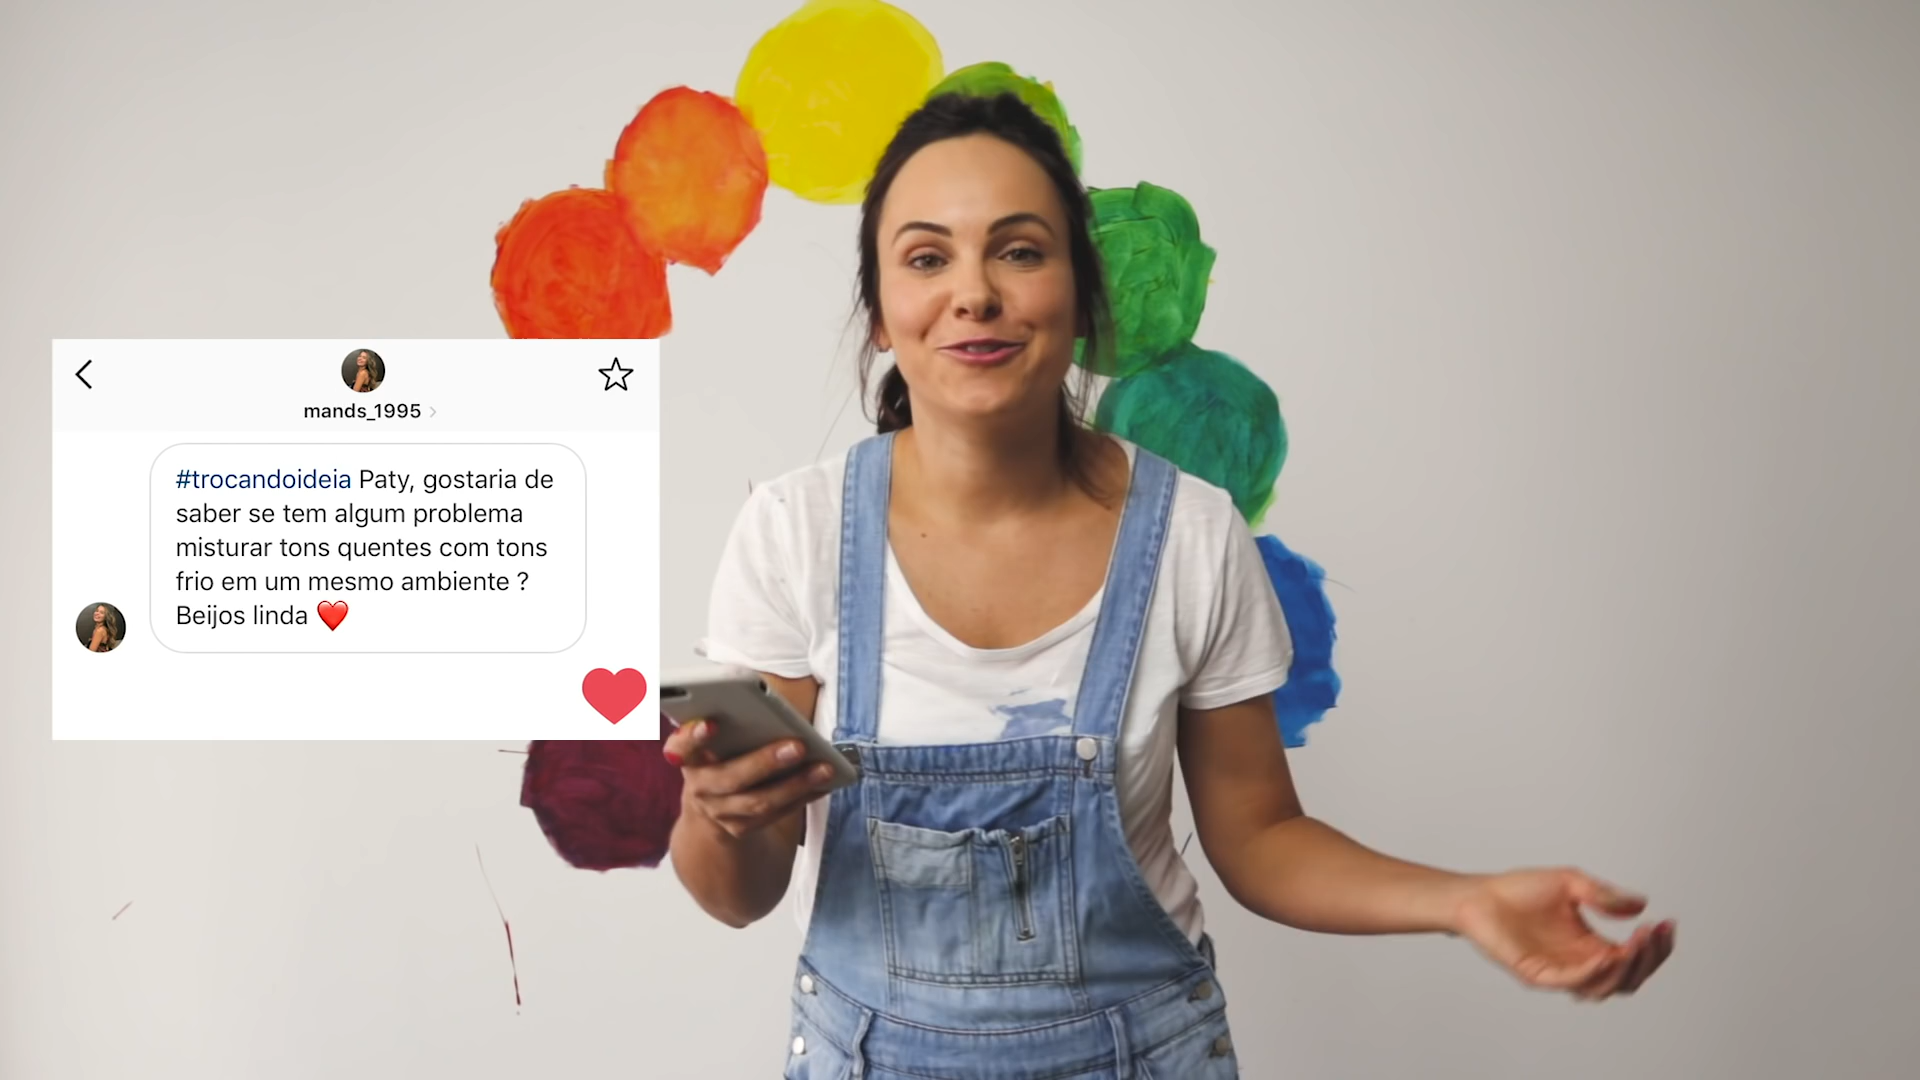 mands_1995
#trocandoideia Paty, gostaria de
saber se tem algum problema
misturar tons quentes com tons
frio em um mesmo ambiente ?
Beijos linda ❤️